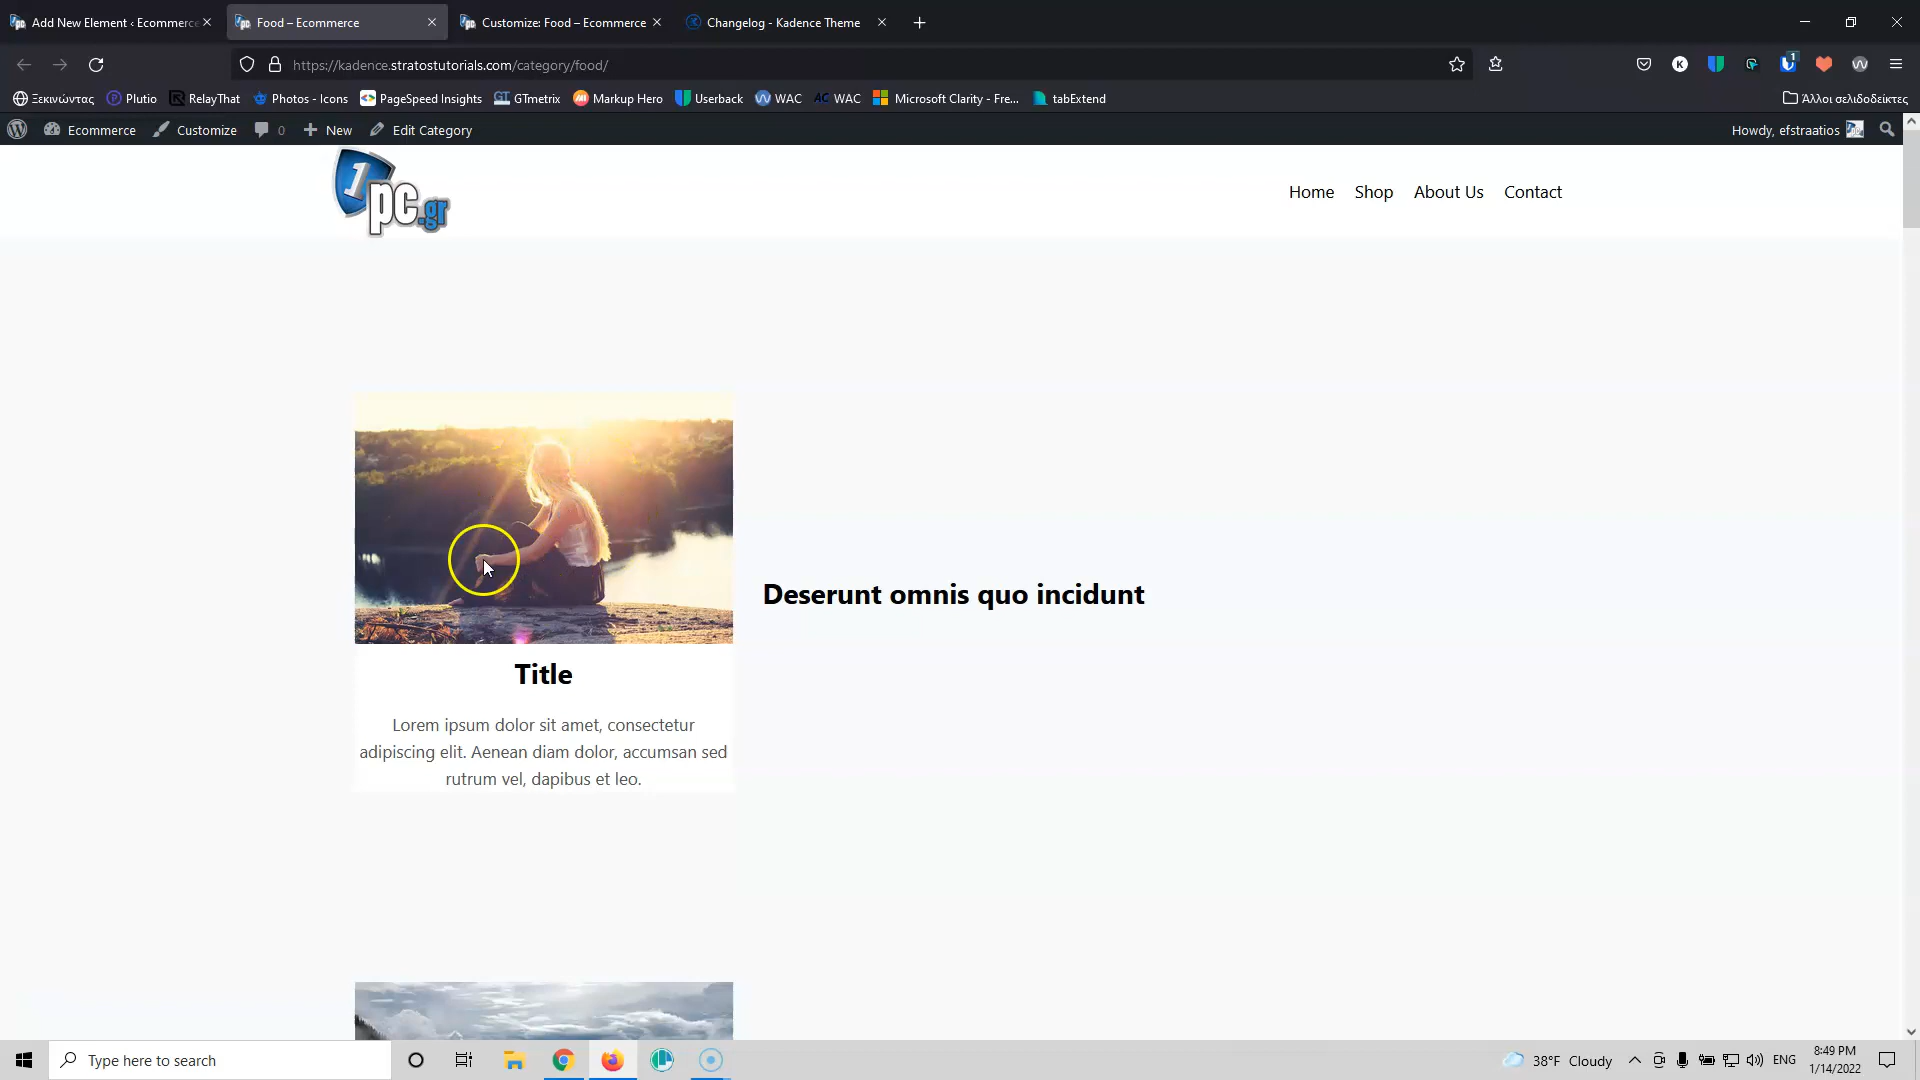 Add New Element ‹ Ecommerce
Food – Ecommerce
Customize: Food – Ecommerce
Changelog - Kadence Theme
https://kadence.stratostutorials.com/category/food/
Ξεκινώντας
Plutio
RelayThat
Photos - Icons
PageSpeed Insights
GTmetrix
Markup Hero
Userback
WAC
WAC
Microsoft Clarity - Fre...
tabExtend
Άλλοι σελιδοδείκτες
Ecommerce
Customize
0
New
Edit Category
Howdy, efstraatios
1pc.gr
Home
Shop
About Us
Contact
Deserunt omnis quo incidunt
Title
Lorem ipsum dolor sit amet, consectetur
adipiscing elit. Aenean diam dolor, accumsan sed
rutrum vel, dapibus et leo.
Type here to search
38°F Cloudy
ENG
8:49 PM
1/14/2022